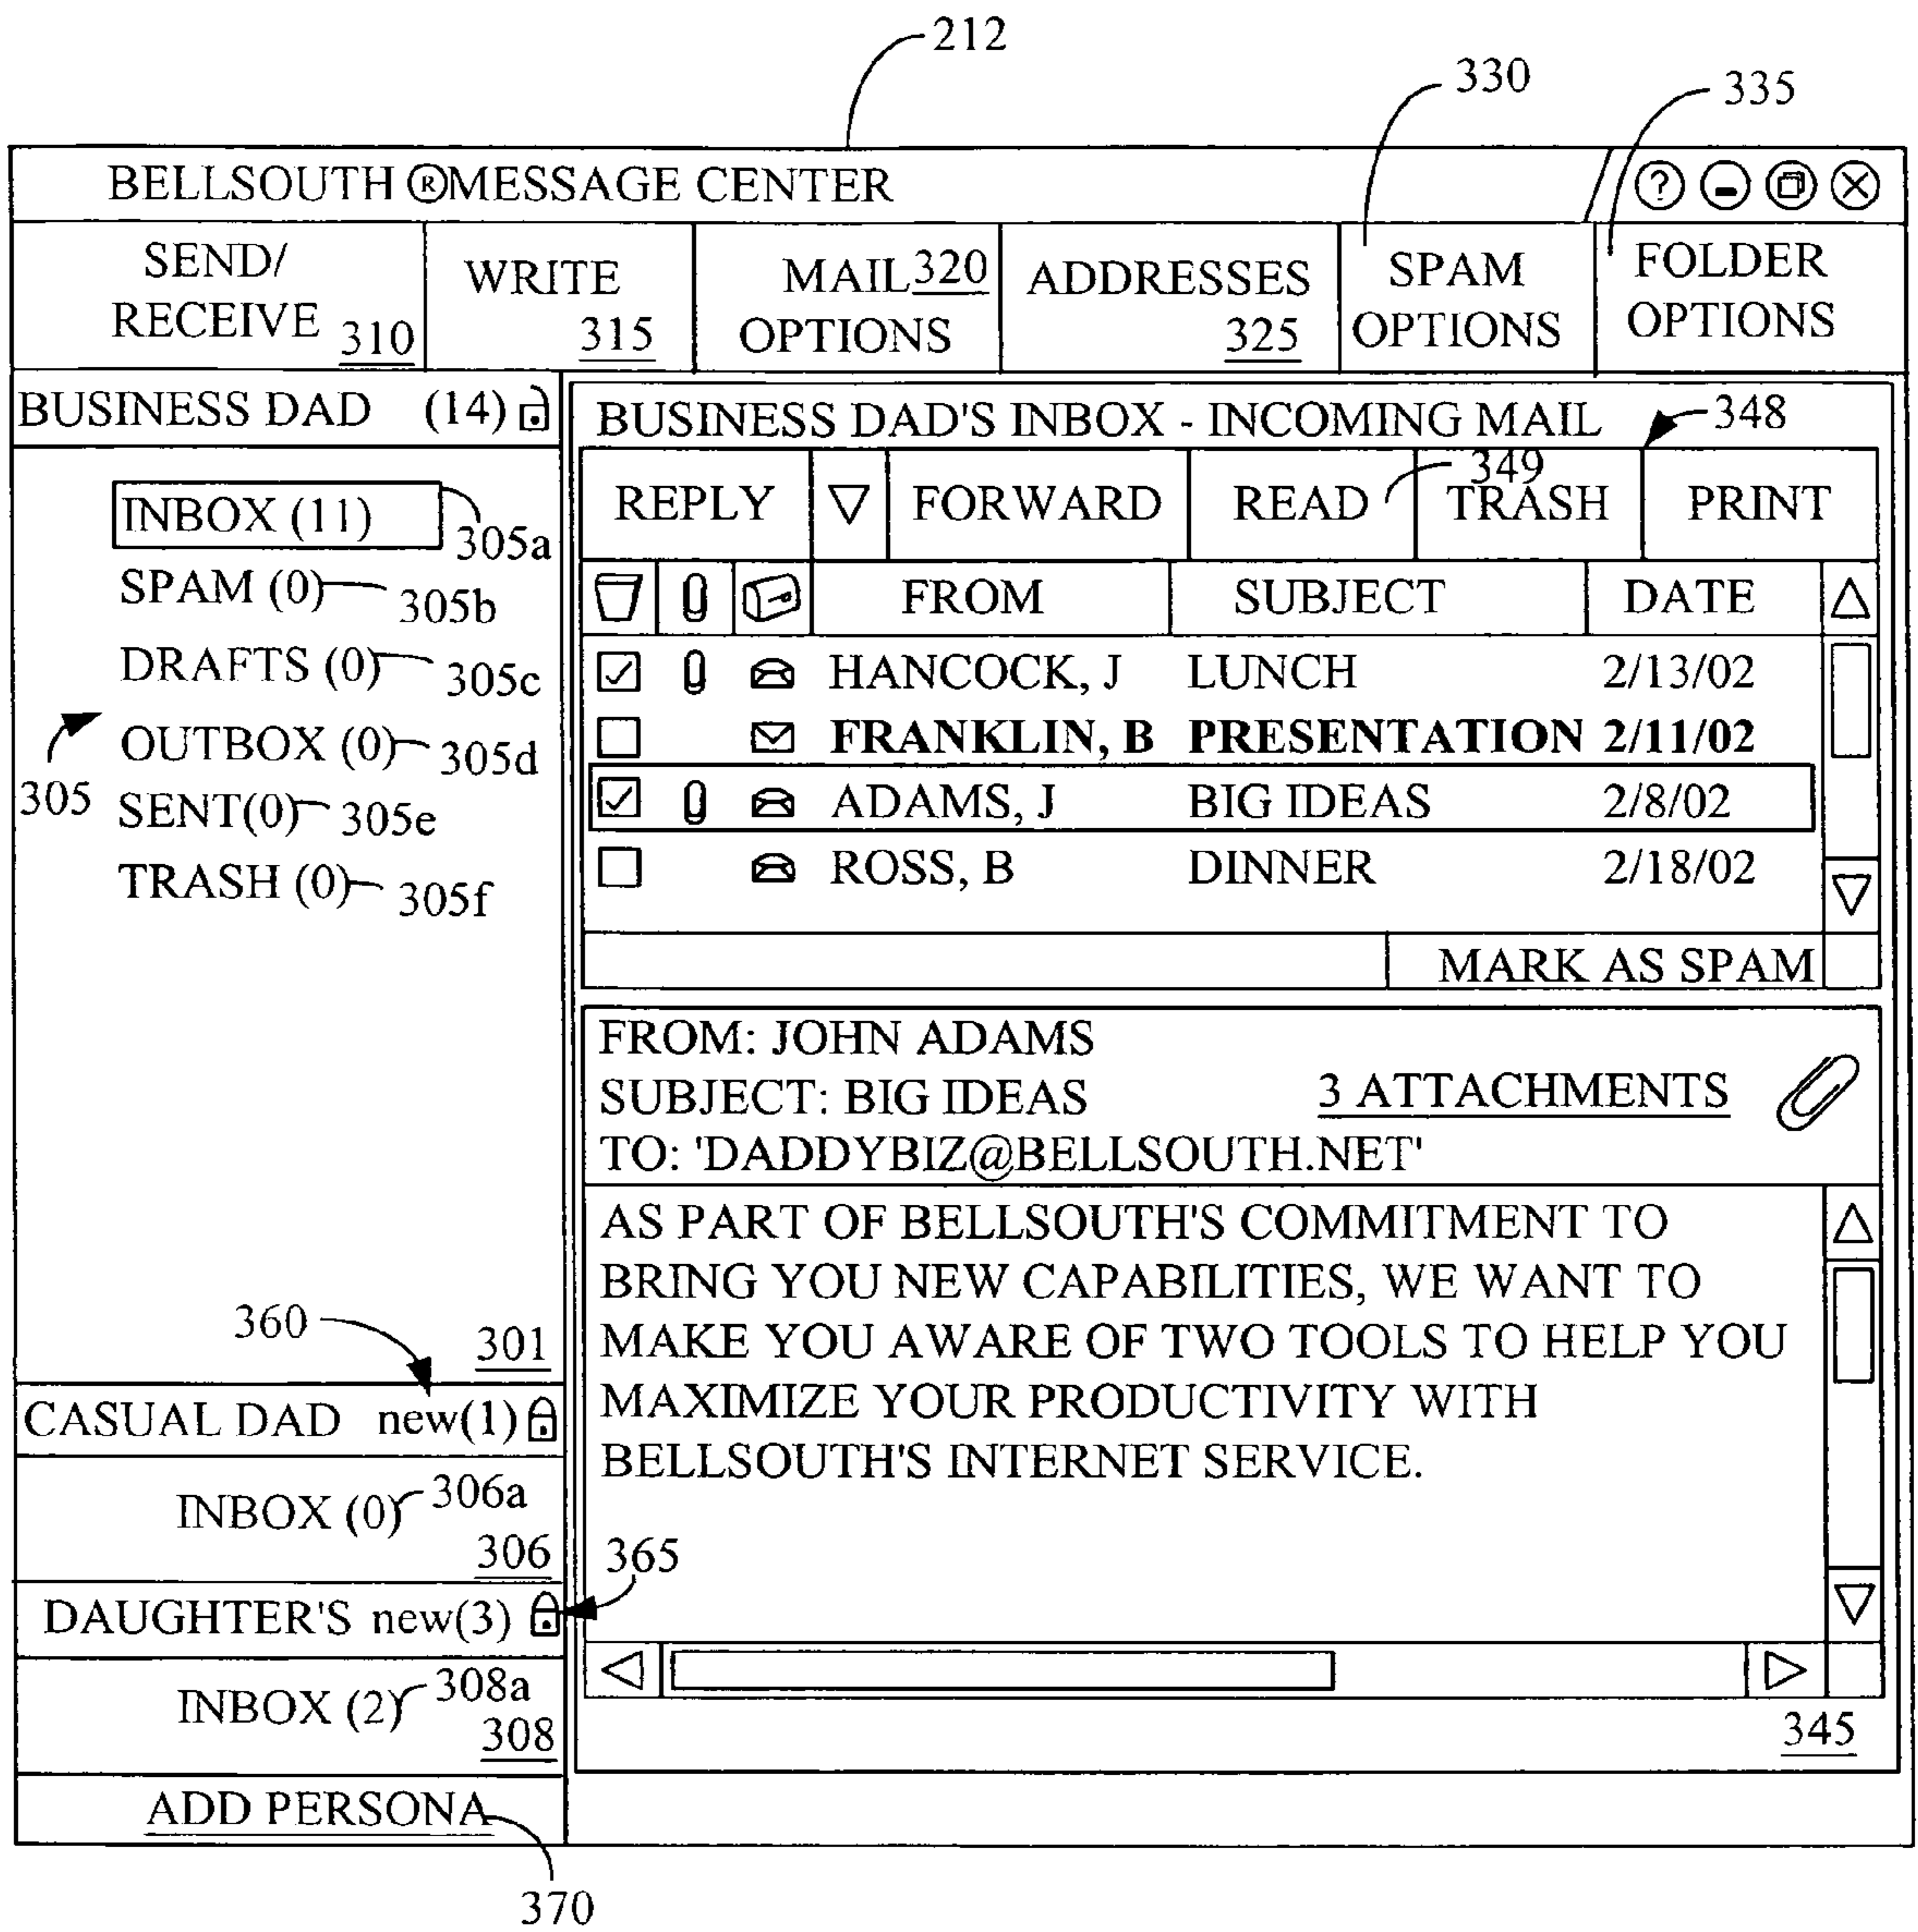 212
330
335
BELLSOUTH ®MESSAGE CENTER
?
SEND/
RECEIVE 310
WRITE
315
MAIL 320
OPTIONS
ADDRESSES
325
SPAM
OPTIONS
FOLDER
OPTIONS
BUSINESS DAD (14)
INBOX (11)
305a
SPAM (0) 305b
DRAFTS (0) 305c
OUTBOX (0) 305d
305
SENT(0) 305e
TRASH (0) 305f
360
301
CASUAL DAD new(1)
INBOX (0) 306a
306
365
DAUGHTER'S new(3)
INBOX (2) 308a
308
ADD PERSONA
370
BUSINESS DAD'S INBOX - INCOMING MAIL 348
349
REPLY FORWARD READ TRASH PRINT
FROM SUBJECT DATE
HANCOCK, J LUNCH 2/13/02
FRANKLIN, B PRESENTATION 2/11/02
ADAMS, J BIG IDEAS 2/8/02
ROSS, B DINNER 2/18/02
MARK AS SPAM
FROM: JOHN ADAMS
SUBJECT: BIG IDEAS 3 ATTACHMENTS
TO: 'DADDYBIZ@BELLSOUTH.NET'
AS PART OF BELLSOUTH'S COMMITMENT TO
BRING YOU NEW CAPABILITIES, WE WANT TO
MAKE YOU AWARE OF TWO TOOLS TO HELP YOU
MAXIMIZE YOUR PRODUCTIVITY WITH
BELLSOUTH'S INTERNET SERVICE.
345